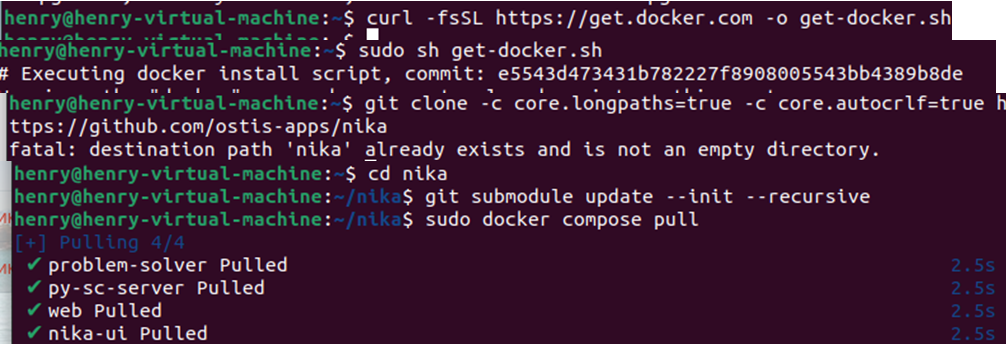 henry@henry-virtual-machine:~$ curl -fsSL https://get.docker.com -o get-docker.sh
henry@henry-virtual-machine:~$ sudo sh get-docker.sh
# Executing docker install script, commit: e5543d473431b782227f8908005543bb4389b8de
henry@henry-virtual-machine:~$ git clone -c core.longpaths=true -c core.autocrlf=true h
ttps://github.com/ostis-apps/nika
fatal: destination path 'nika' already exists and is not an empty directory.
henry@henry-virtual-machine:~$ cd nika
henry@henry-virtual-machine:~/nika$ git submodule update --init --recursive
henry@henry-virtual-machine:~/nika$ sudo docker compose pull
[+] Pulling 4/4
✔ problem-solver Pulled 2.5s
✔ py-sc-server Pulled 2.5s
✔ web Pulled 2.5s
✔ nika-ui Pulled 2.5s